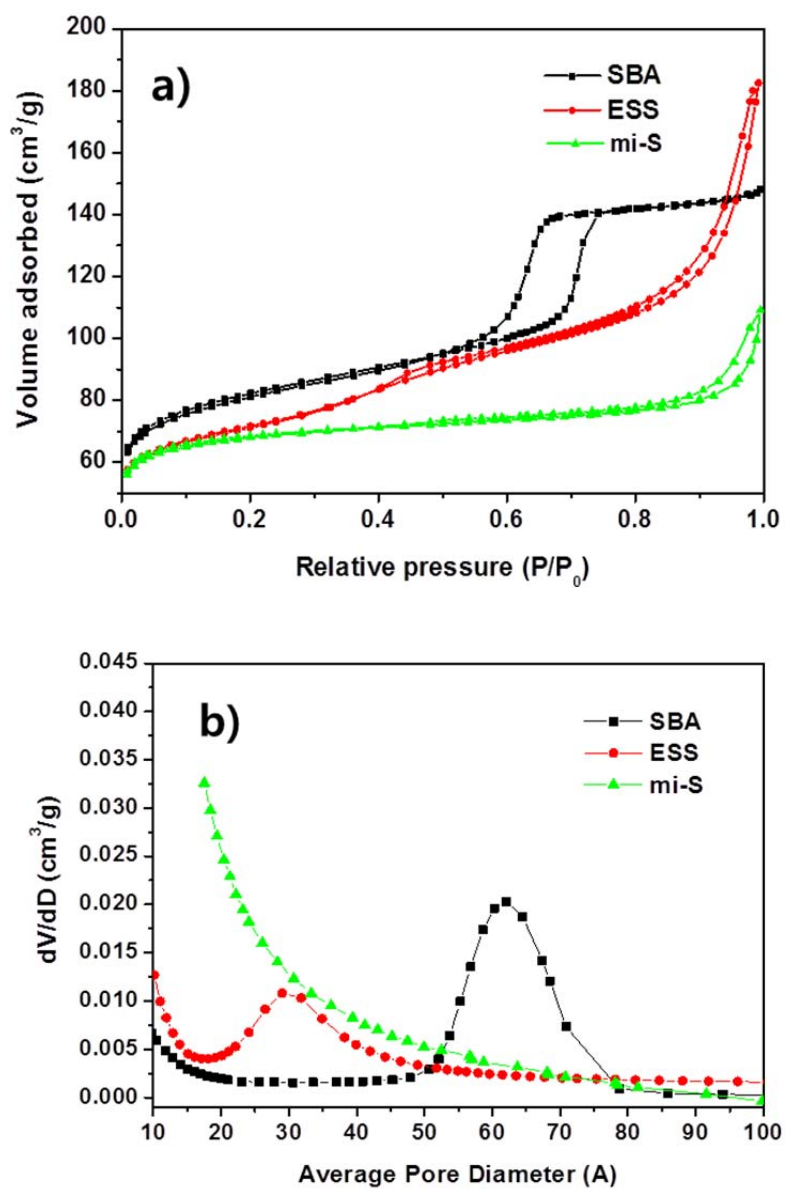 a)
SBA
ESS
mi-S
Volume adsorbed (cm³/g)
200
180
160
140
120
100
80
60
0.0 0.2 0.4 0.6 0.8 1.0
Relative pressure (P/P₀)
b)
SBA
ESS
mi-S
dV/dD (cm³/g)
0.045
0.040
0.035
0.030
0.025
0.020
0.015
0.010
0.005
0.000
10 20 30 40 50 60 70 80 90 100
Average Pore Diameter (A)